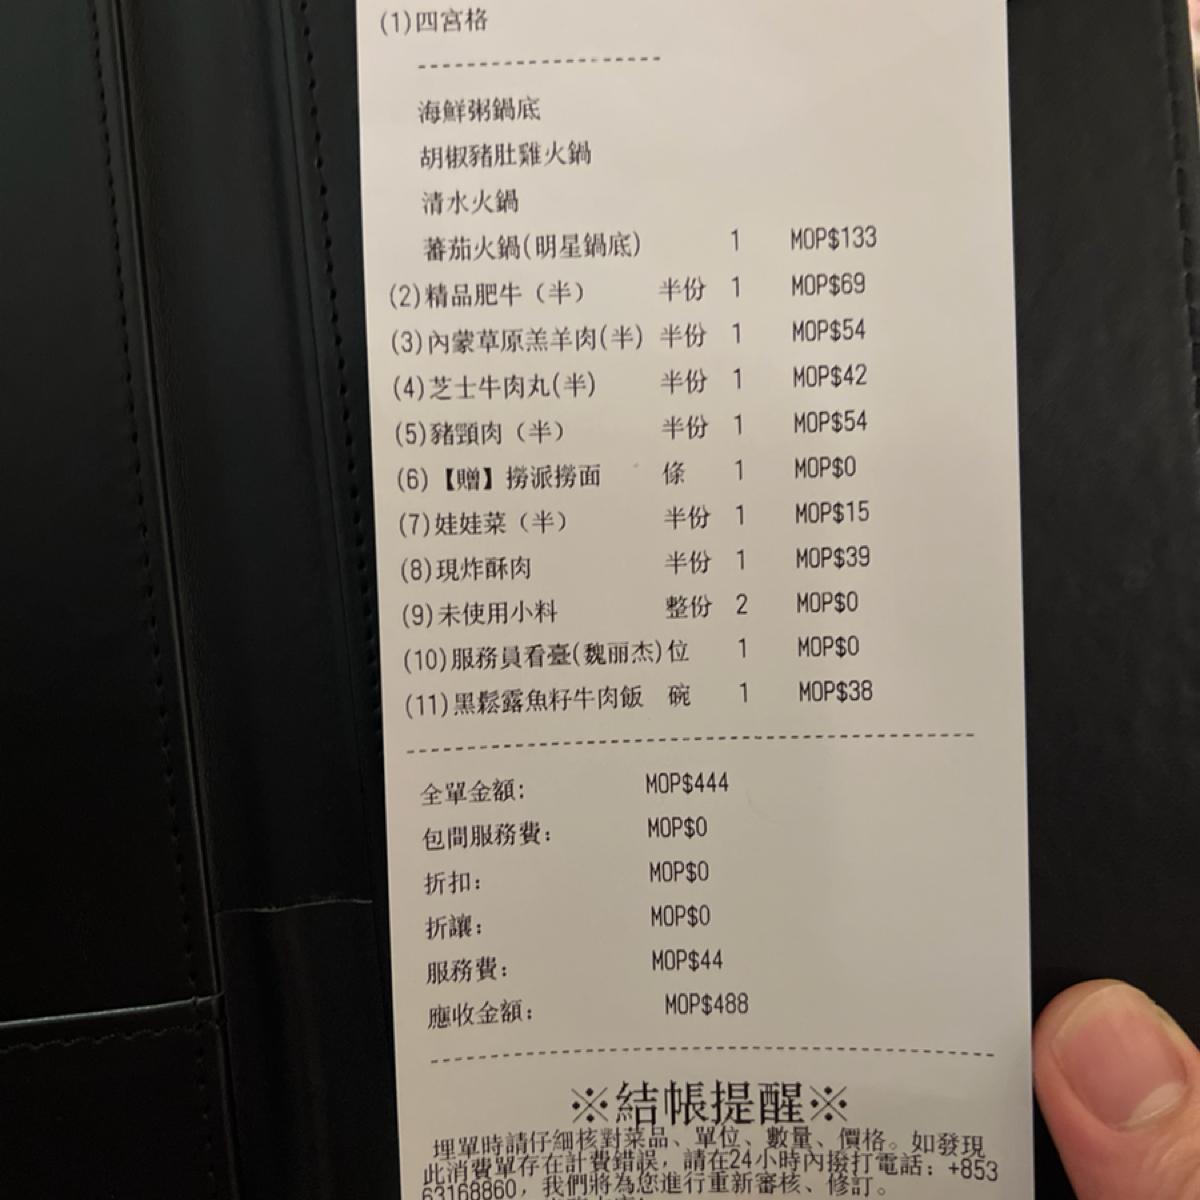 (1)四宮格
--------------------
海鮮粥鍋底
胡椒豬肚雞火鍋
清水火鍋
蕃茄火鍋(明星鍋底) 1 MOP$133
(2)精品肥牛（半） 半份 1 MOP$69
(3)內蒙草原羔羊肉(半) 半份 1 MOP$54
(4)芝士牛肉丸(半) 半份 1 MOP$42
(5)豬頸肉（半） 半份 1 MOP$54
(6)【贈】撈派撈面 條 1 MOP$0
(7)娃娃菜（半） 半份 1 MOP$15
(8)現炸酥肉 半份 1 MOP$39
(9)未使用小料 整份 2 MOP$0
(10)服務員看臺(魏丽杰)位 1 MOP$0
(11)黑鬆露魚籽牛肉飯 碗 1 MOP$38
全單金額: MOP$444
包間服務費: MOP$0
折扣: MOP$0
折讓: MOP$0
服務費: MOP$44
應收金額: MOP$488
※結帳提醒※
埋單時請仔細核對菜品、單位、數量、價格。如發現
此消費單存在計費錯誤，請在24小時內撥打電話：+853
63168860，我們將為您進行重新審核、修訂。